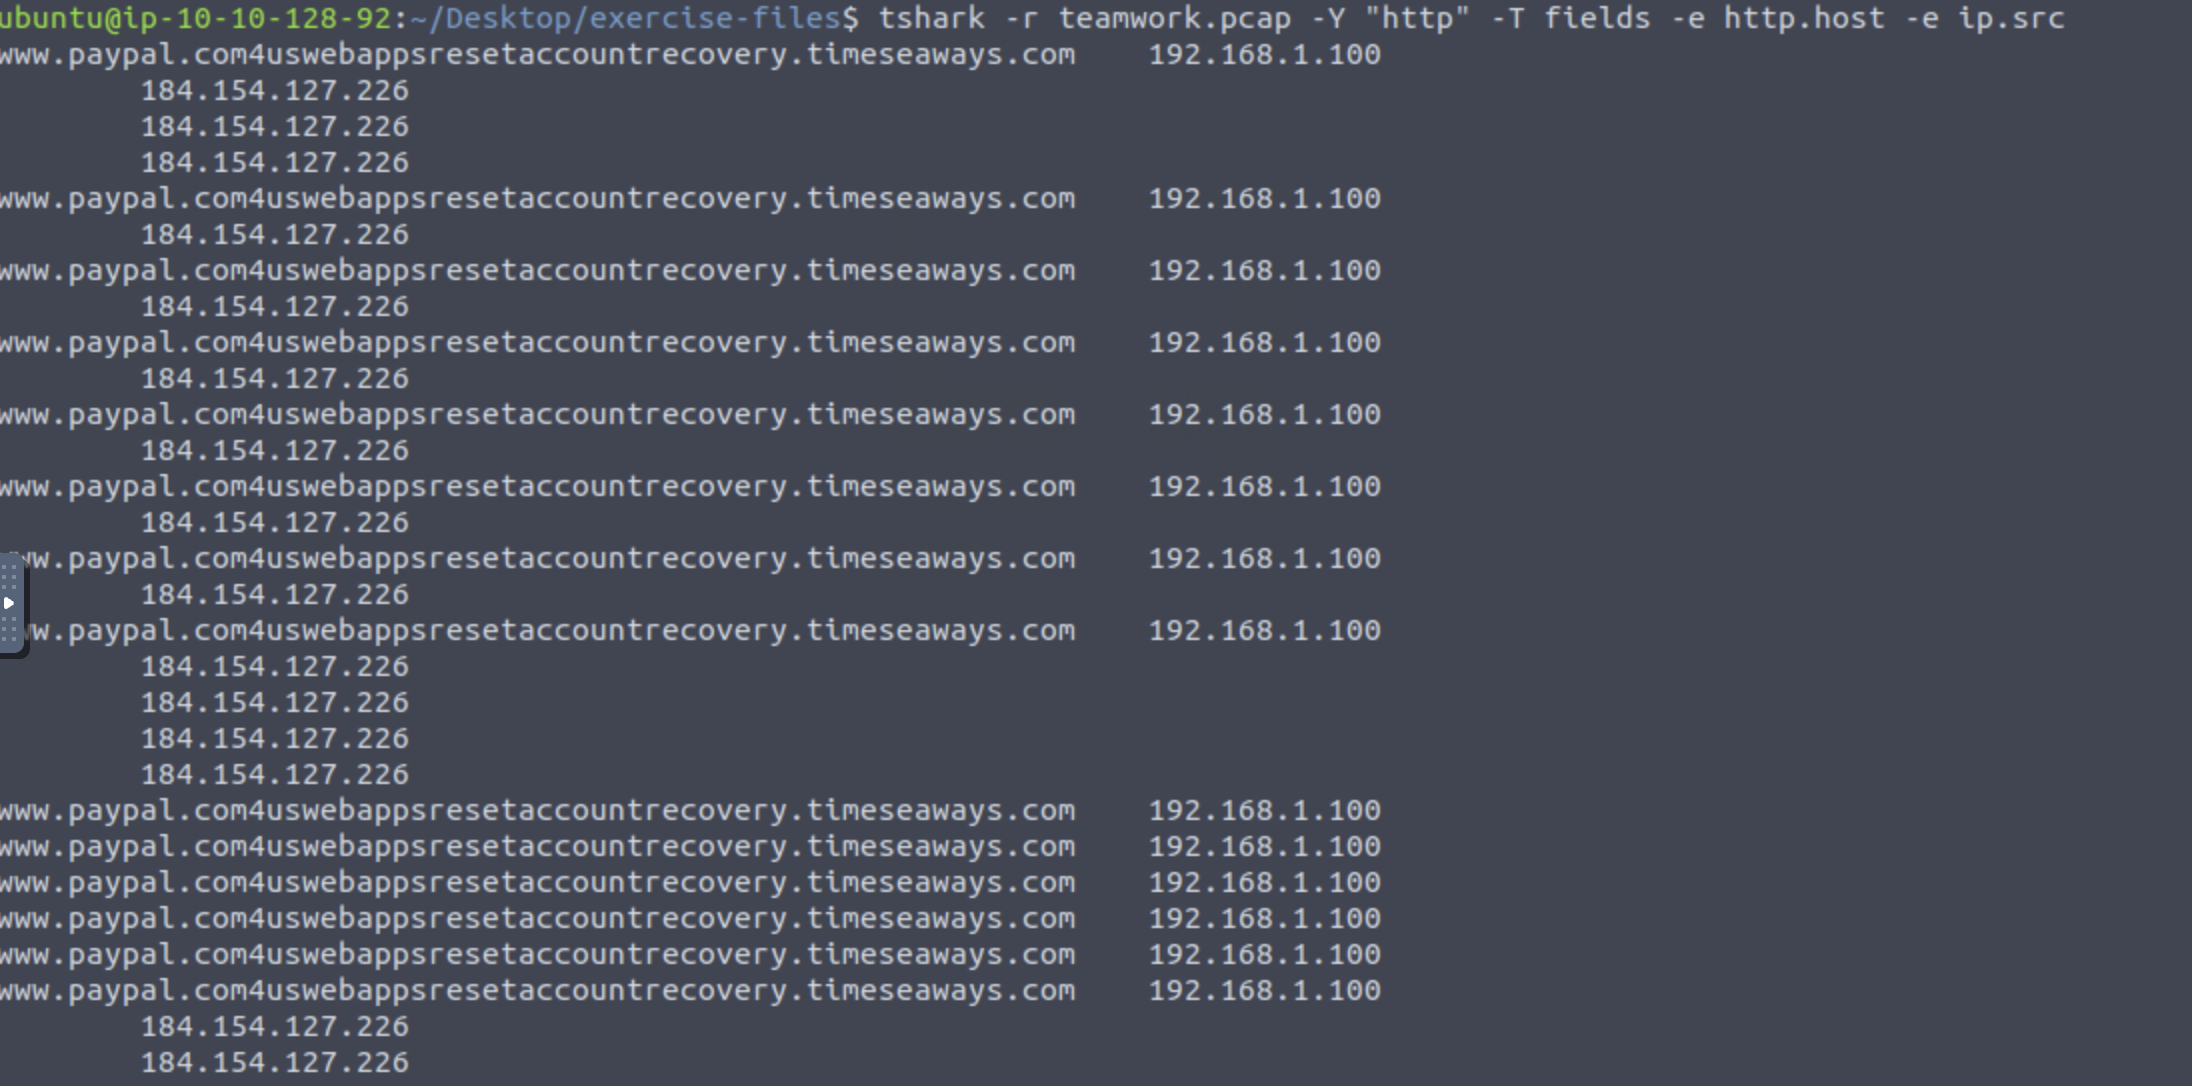 ubuntu@ip-10-10-128-92:~/Desktop/exercise-files$ tshark -r teamwork.pcap -Y "http" -T fields -e http.host -e ip.src
www.paypal.com4uswebappsresetaccountrecovery.timeseaways.com 192.168.1.100
184.154.127.226
184.154.127.226
184.154.127.226
www.paypal.com4uswebappsresetaccountrecovery.timeseaways.com 192.168.1.100
184.154.127.226
www.paypal.com4uswebappsresetaccountrecovery.timeseaways.com 192.168.1.100
184.154.127.226
www.paypal.com4uswebappsresetaccountrecovery.timeseaways.com 192.168.1.100
184.154.127.226
www.paypal.com4uswebappsresetaccountrecovery.timeseaways.com 192.168.1.100
184.154.127.226
www.paypal.com4uswebappsresetaccountrecovery.timeseaways.com 192.168.1.100
184.154.127.226
ww.paypal.com4uswebappsresetaccountrecovery.timeseaways.com 192.168.1.100
184.154.127.226
ww.paypal.com4uswebappsresetaccountrecovery.timeseaways.com 192.168.1.100
184.154.127.226
184.154.127.226
184.154.127.226
184.154.127.226
www.paypal.com4uswebappsresetaccountrecovery.timeseaways.com 192.168.1.100
www.paypal.com4uswebappsresetaccountrecovery.timeseaways.com 192.168.1.100
www.paypal.com4uswebappsresetaccountrecovery.timeseaways.com 192.168.1.100
www.paypal.com4uswebappsresetaccountrecovery.timeseaways.com 192.168.1.100
www.paypal.com4uswebappsresetaccountrecovery.timeseaways.com 192.168.1.100
www.paypal.com4uswebappsresetaccountrecovery.timeseaways.com 192.168.1.100
184.154.127.226
184.154.127.226